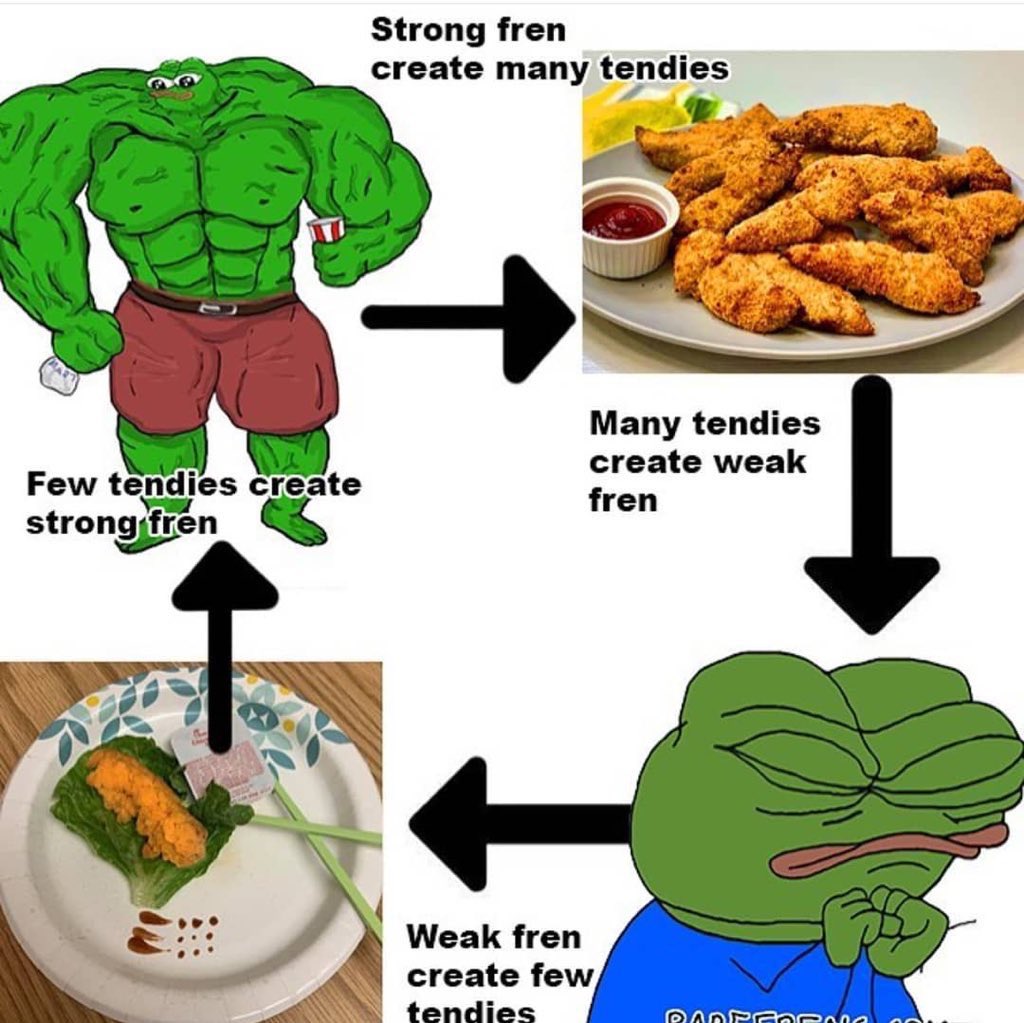 Strong fren
create many tendies
Many tendies
create weak
fren
Few tendies create
strong fren
Weak fren
create few
tendies